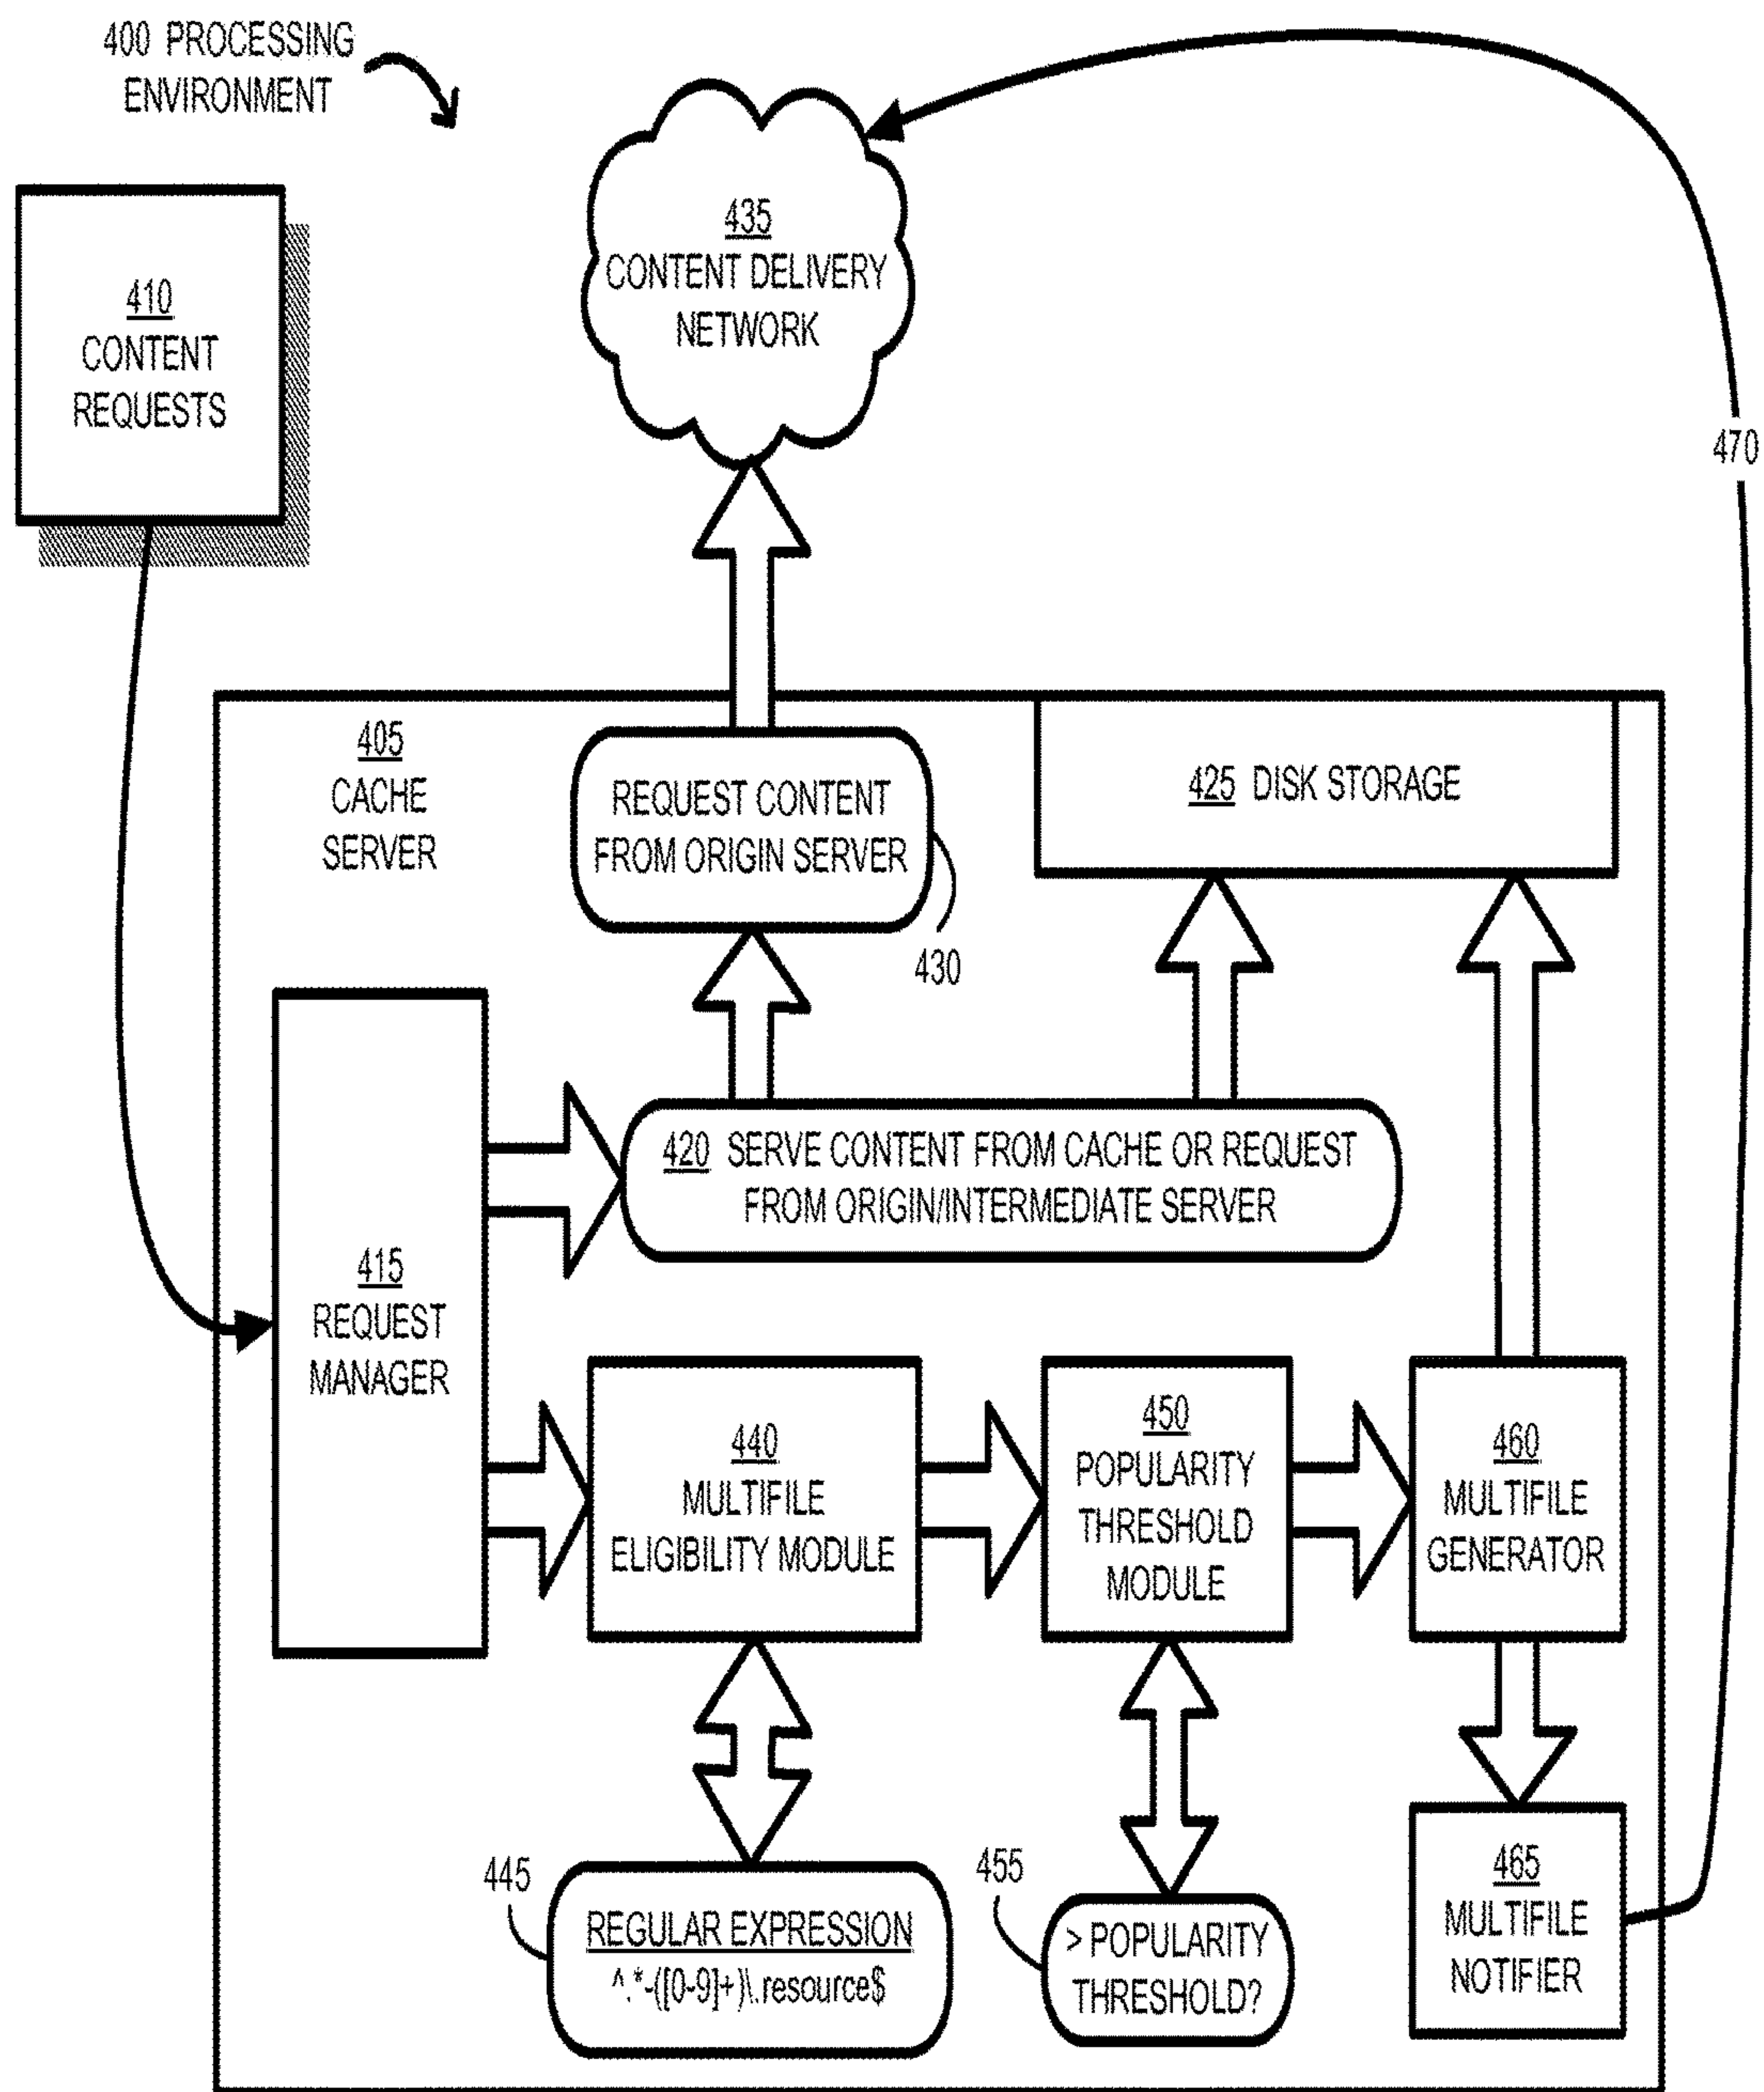 400 PROCESSING
ENVIRONMENT
435
CONTENT DELIVERY
NETWORK
410
CONTENT
REQUESTS
470
405
CACHE
SERVER
REQUEST CONTENT
FROM ORIGIN SERVER
430
425 DISK STORAGE
420 SERVE CONTENT FROM CACHE OR REQUEST
FROM ORIGIN/INTERMEDIATE SERVER
415
REQUEST
MANAGER
440
MULTIFILE
ELIGIBILITY MODULE
450
POPULARITY
THRESHOLD
MODULE
460
MULTIFILE
GENERATOR
445
REGULAR EXPRESSION
^.*-([0-9]+)\.resource$
455
> POPULARITY
THRESHOLD?
465
MULTIFILE
NOTIFIER